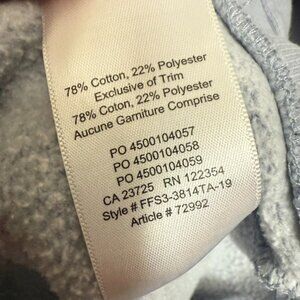 78% Cotton, 22% Polyester
Exclusive of Trim
78% Coton, 22% Polyester
Aucune Garniture Comprise
PO 4500104057
PO 4500104058
PO 4500104059
CA 23725 RN 122354
Style # FFS3-3814TA-19
Article # 72992